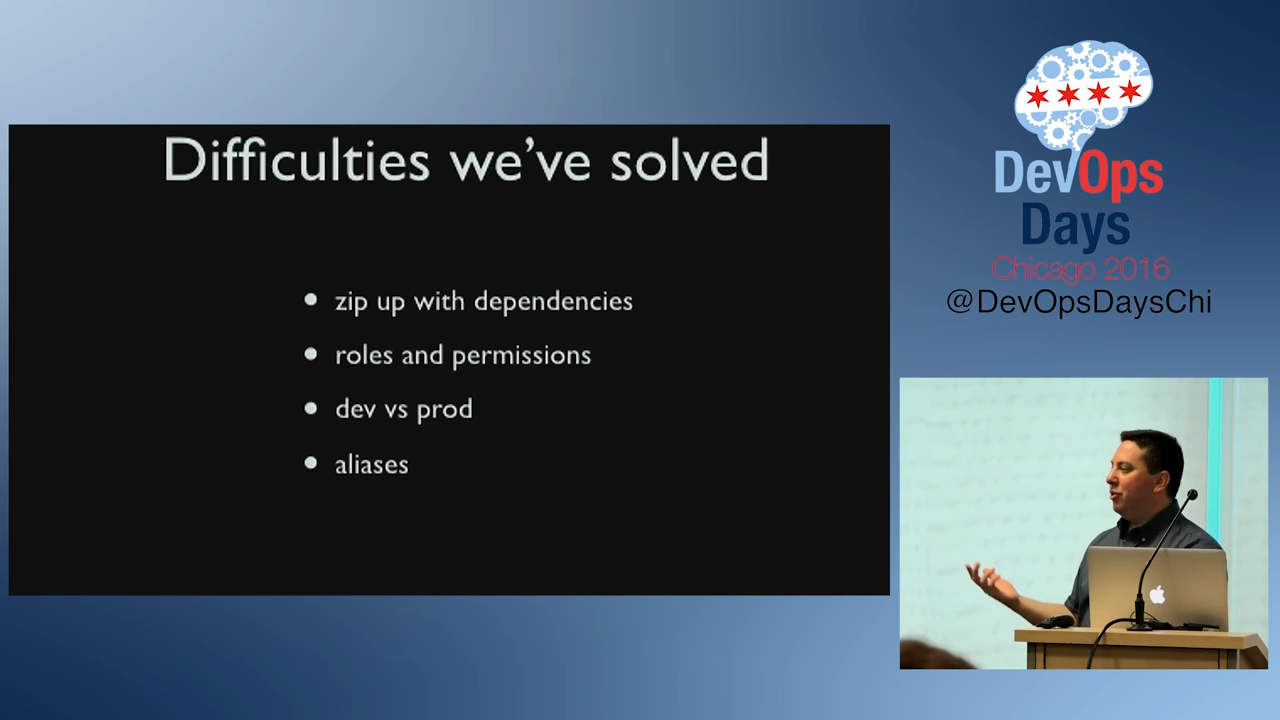 Difficulties we've solved
• zip up with dependencies
• roles and permissions
• dev vs prod
• aliases
DevOps
Days
Chicago 2016
@DevOpsDaysChi